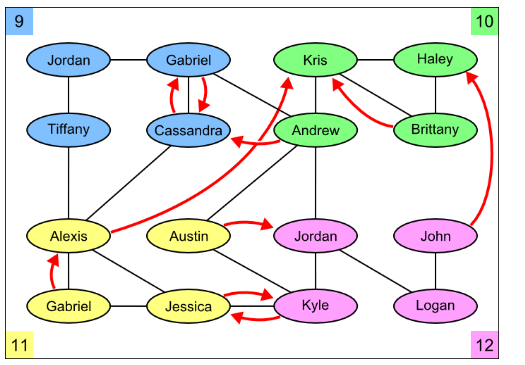 9
10
Jordan
Gabriel
Kris
Haley
Tiffany
Cassandra
Andrew
Brittany
Alexis
Austin
Jordan
John
Gabriel
Jessica
Kyle
Logan
11
12